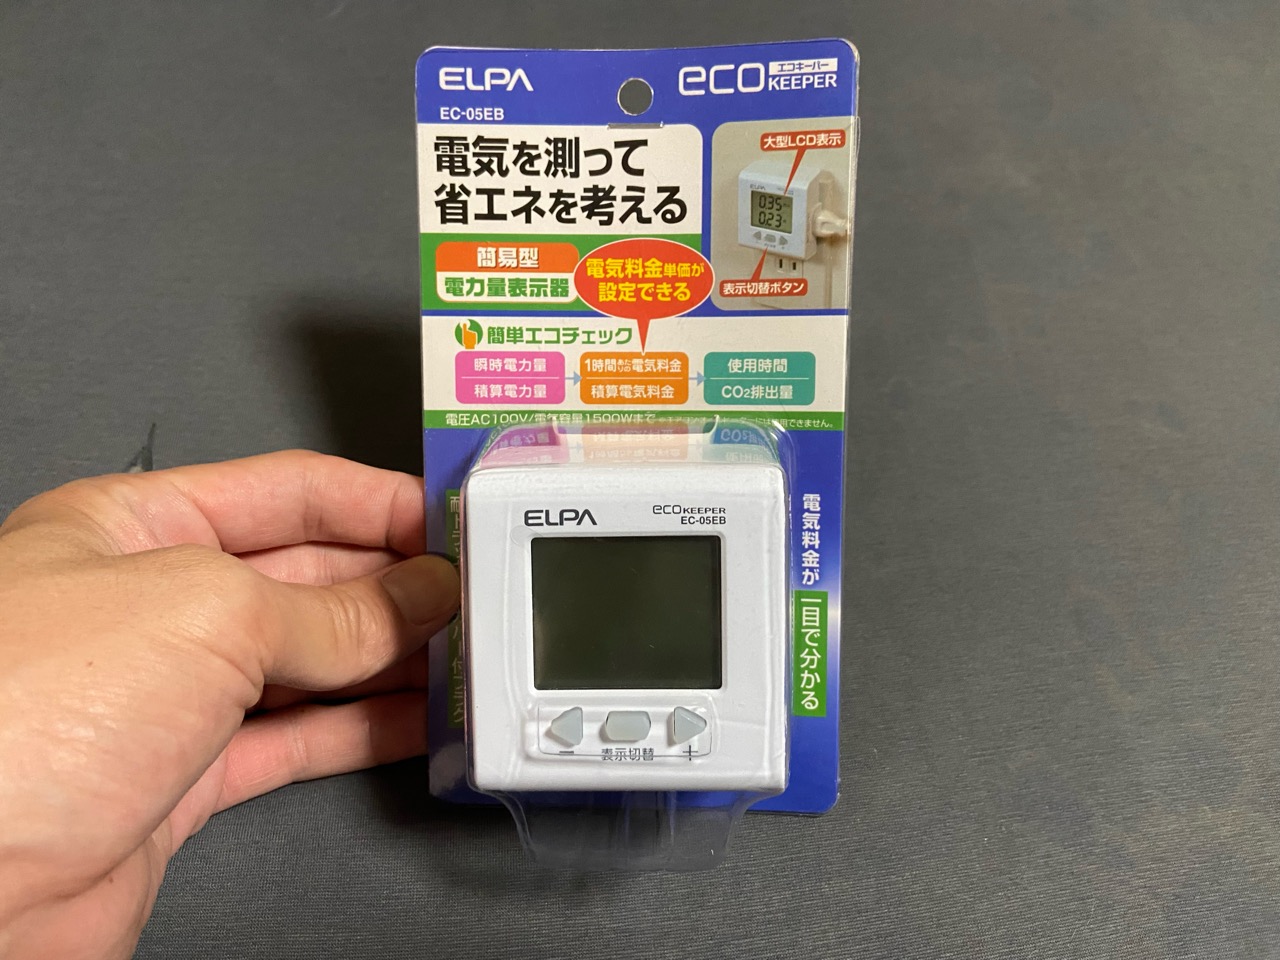 ELPA
eco エコキーパー KEEPER
EC-05EB
電気を測って
省エネを考える
大型LCD表示
ELPA
0.35
0.23
表示切替ボタン
簡易型
電力量表示器
電気料金単価が
設定できる
簡単エコチェック
瞬時電力量
積算電力量
1時間あたりの電気料金
積算電気料金
使用時間
CO2排出量
電圧AC100V/電気容量1500Wまで
電気料金が
一目で分かる
ELPA
eco KEEPER
EC-05EB
− 表示切替 +